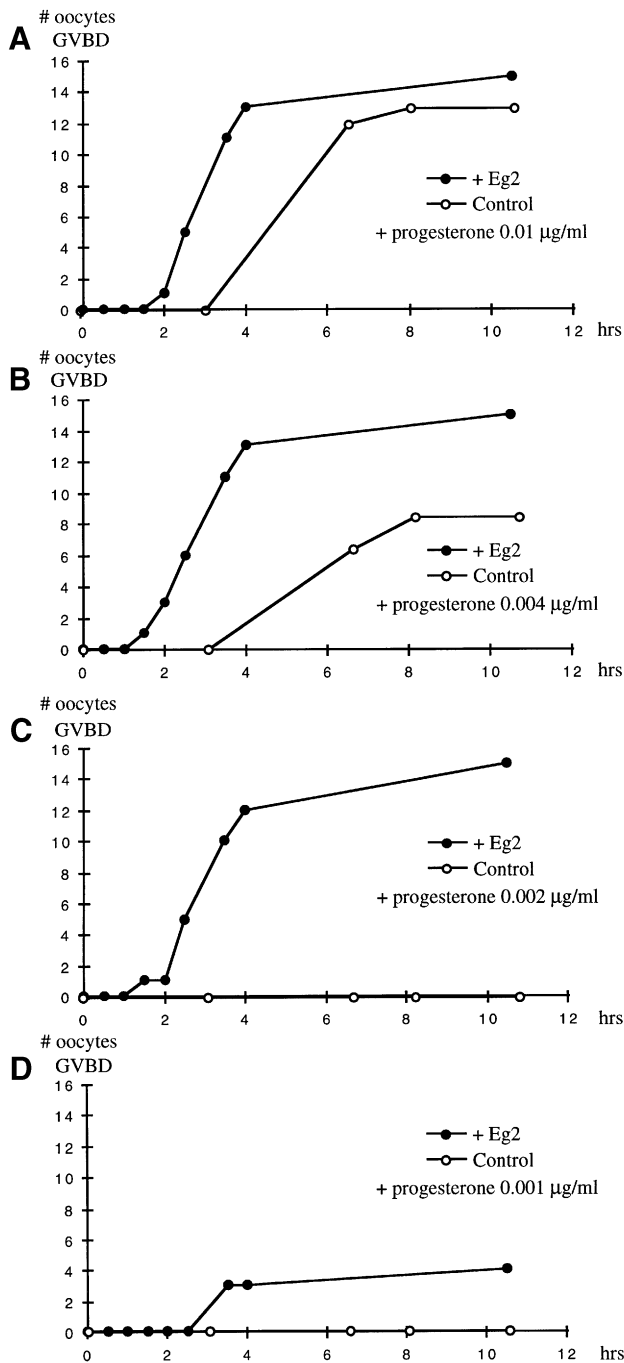 A
# oocytes
GVBD
16
14
12
10
8
6
4
2
0
+ Eg2
Control
+ progesterone 0.01 μg/ml
0 2 4 6 8 10 12 hrs
B
# oocytes
GVBD
16
14
12
10
8
6
4
2
0
+ Eg2
Control
+ progesterone 0.004 μg/ml
0 2 4 6 8 10 12 hrs
C
# oocytes
GVBD
16
14
12
10
8
6
4
2
0
+ Eg2
Control
+ progesterone 0.002 μg/ml
0 2 4 6 8 10 12 hrs
D
# oocytes
GVBD
16
14
12
10
8
6
4
2
0
+ Eg2
Control
+ progesterone 0.001 μg/ml
0 2 4 6 8 10 12 hrs